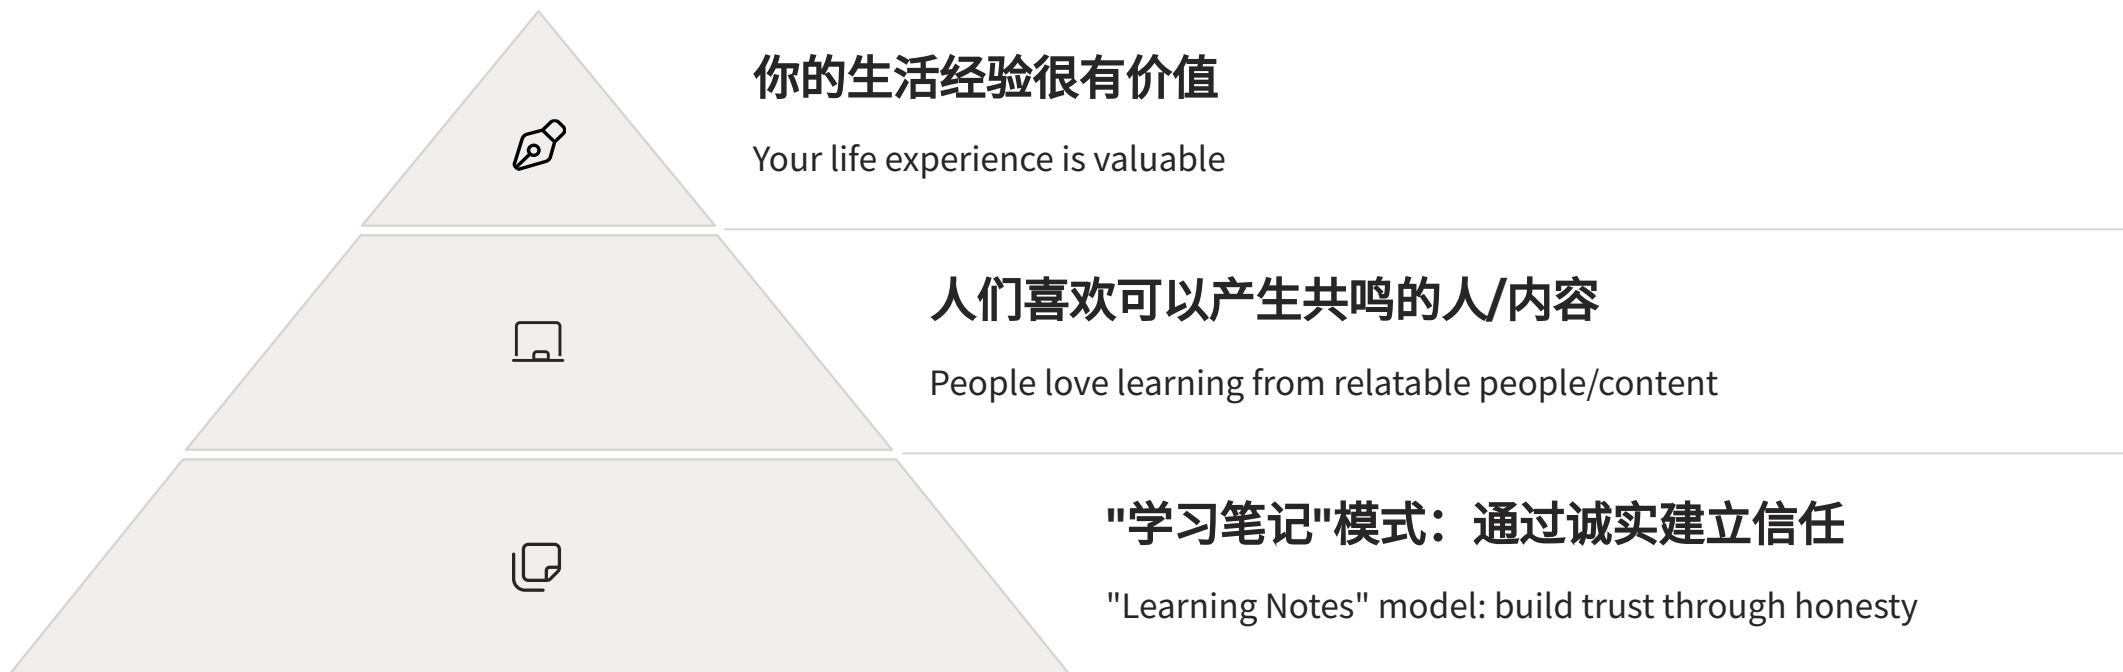 你的生活经验很有价值
Your life experience is valuable
人们喜欢可以产生共鸣的人/内容
People love learning from relatable people/content
"学习笔记"模式：通过诚实建立信任
"Learning Notes" model: build trust through honesty